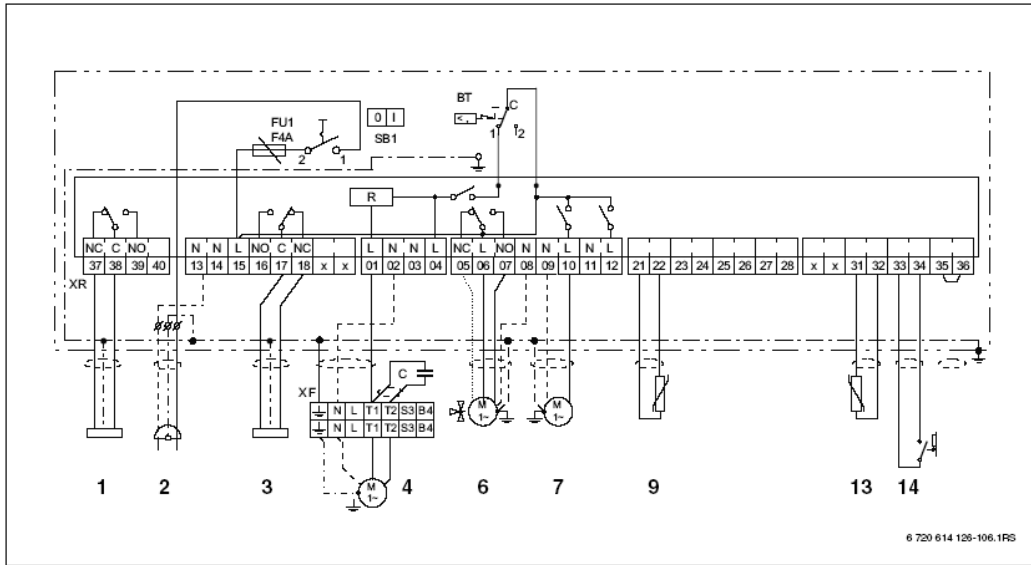 BT
C
1 2
FU1
F4A
2 1
0 I
SB1
R
NC C NO
37 38 39 40
N N L NO C NC
13 14 15 16 17 18 x x
L N N L NC L NO N N L N L
01 02 03 04 05 06 07 08 09 10 11 12
21 22 23 24 25 26 27 28
x x 31 32 33 34 35 36
XR
C
XF
N L T1 T2 S3 B4
N L T1 T2 S3 B4
M
1~
M
1~
M
1~
1 2 3 4 6 7 9 13 14
6 720 614 126-106.1RS